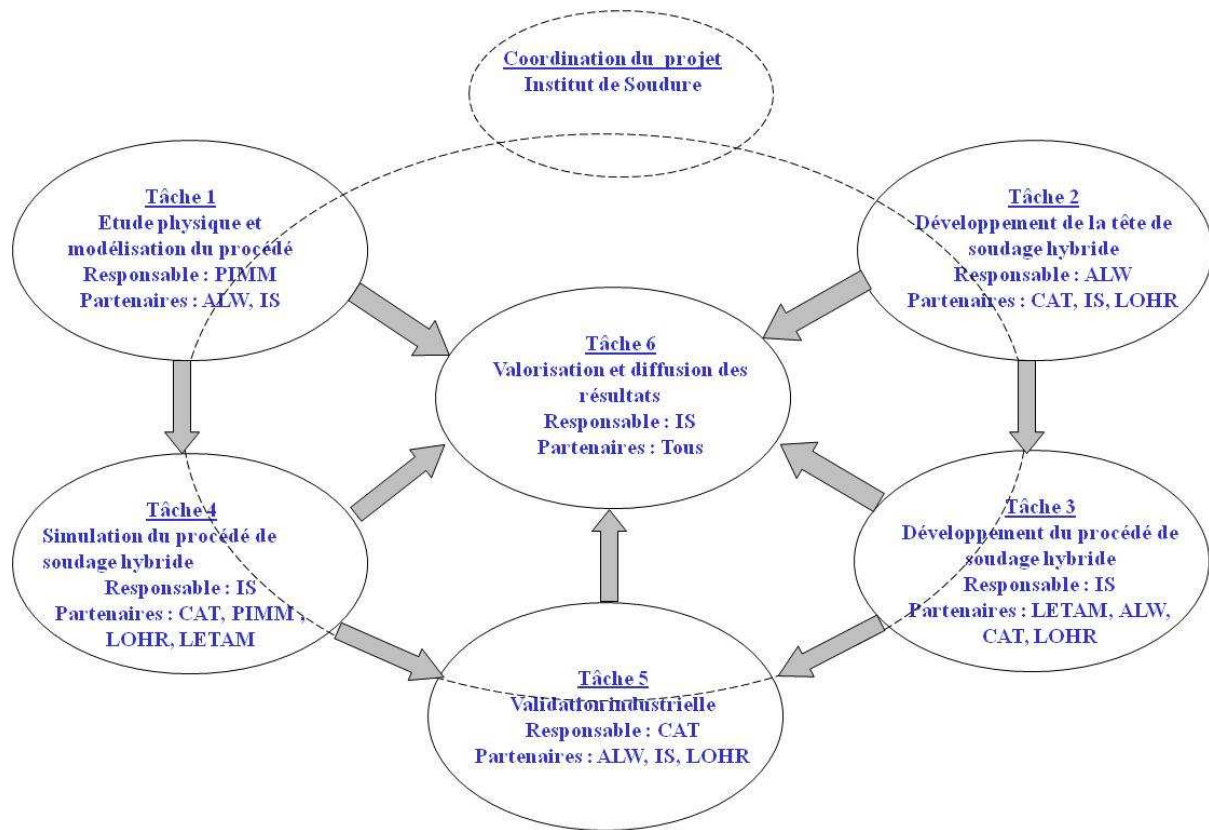 Coordination du projet
Institut de Soudure
Tâche 1
Etude physique et
modélisation du procédé
Responsable : PIMM
Partenaires : ALW, IS
Tâche 2
Développement de la tête de
soudage hybride
Responsable : ALW
Partenaires : CAT, IS, LOHR
Tâche 6
Valorisation et diffusion des
résultats
Responsable : IS
Partenaires : Tous
Tâche 4
Simulation du procédé de
soudage hybride
Responsable : IS
Partenaires : CAT, PIMM ,
LOHR, LETAM
Tâche 3
Développement du procédé de
soudage hybride
Responsable : IS
Partenaires : LETAM, ALW,
CAT, LOHR
Tâche 5
Validation industrielle
Responsable : CAT
Partenaires : ALW, IS, LOHR